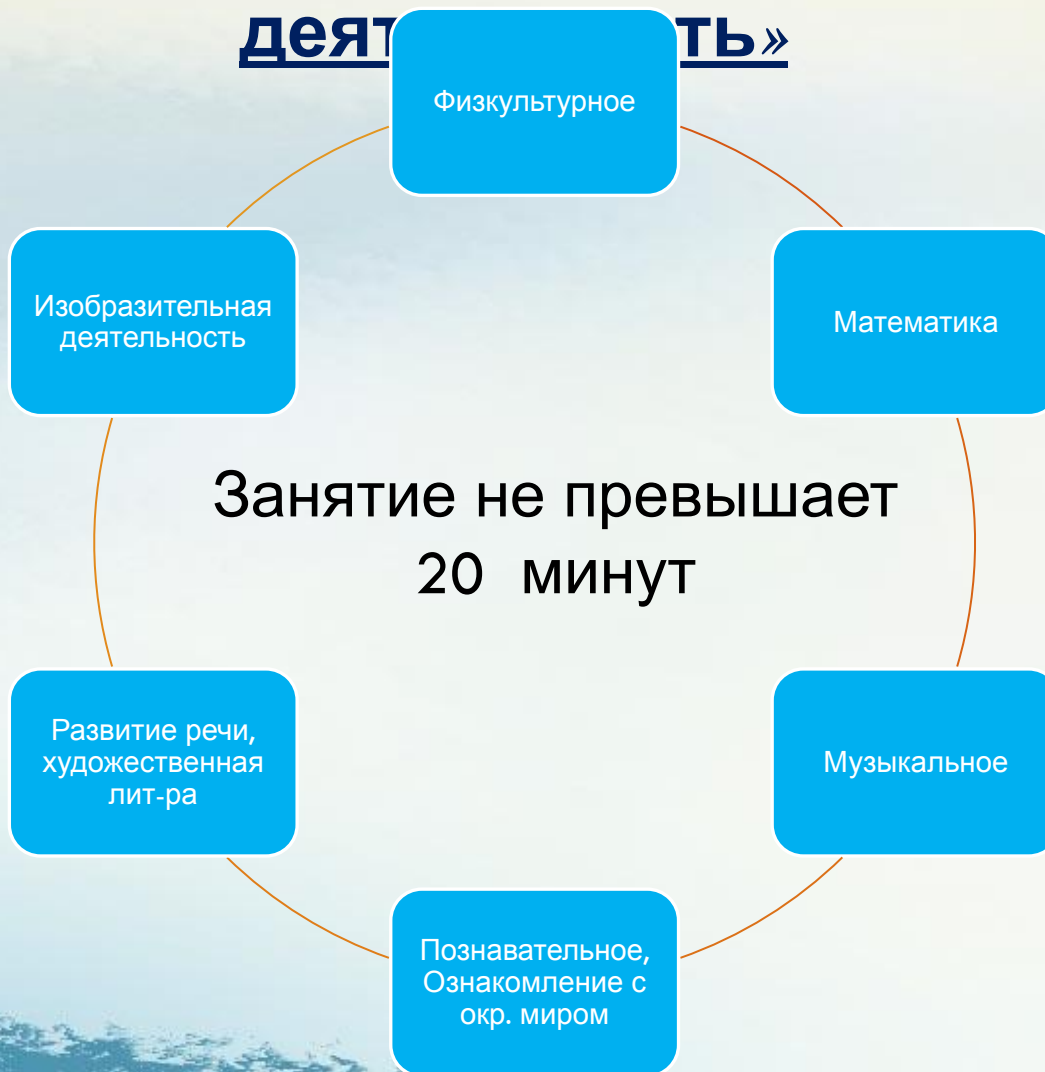 Физкультурное
Изобразительная
деятельность
Математика
Занятие не превышает
20 минут
Развитие речи,
художественная
лит-ра
Музыкальное
Познавательное,
Ознакомление с
окр. миром